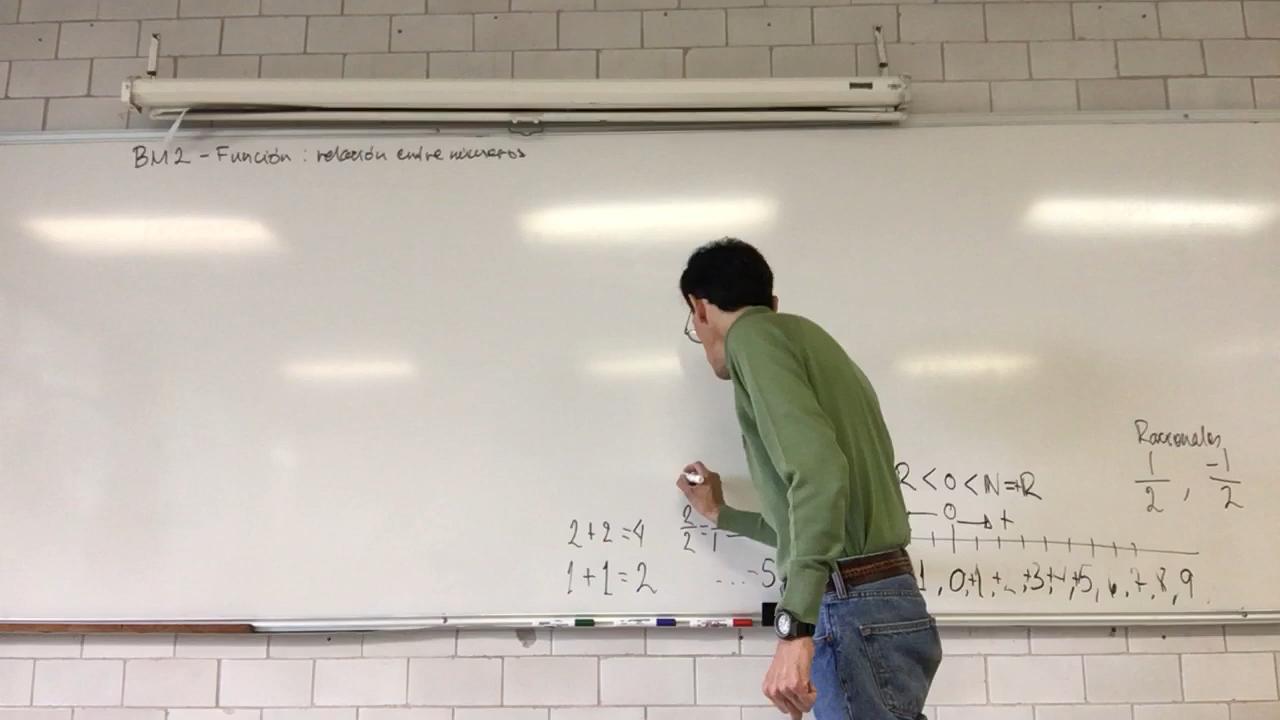 BM2 - Función : relación entre números
Racionales
1/2 , -1/2
R < 0 < N = +R
0 → +
2+2=4
2/2 = 1
1+1=2
... -5
1, 0, +1, +2, +3, +4, +5, 6, 7, 8, 9